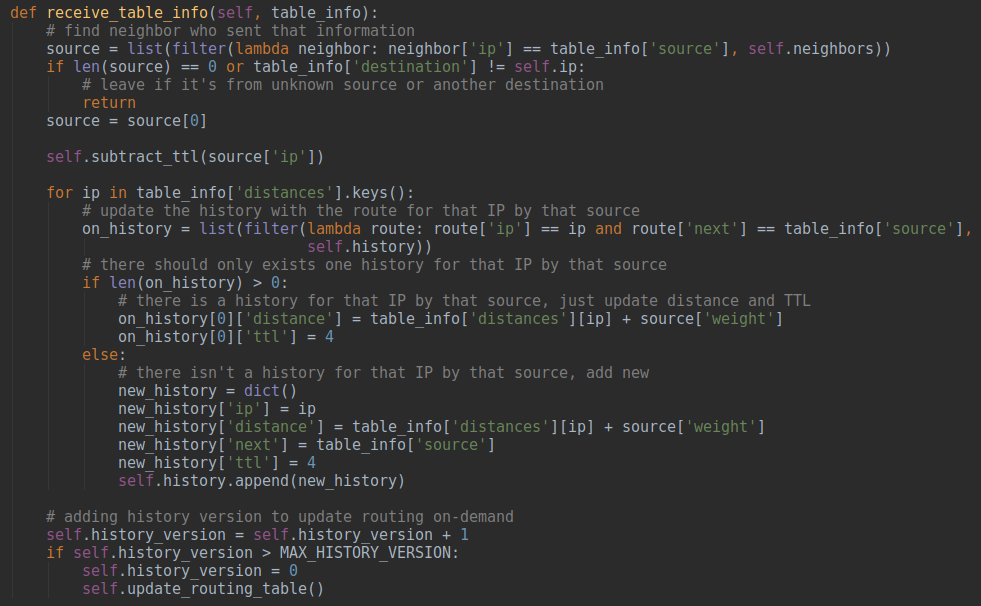 def receive_table_info(self, table_info):
    # find neighbor who sent that information
    source = list(filter(lambda neighbor: neighbor['ip'] == table_info['source'], self.neighbors))
    if len(source) == 0 or table_info['destination'] != self.ip:
        # leave if it's from unknown source or another destination
        return
    source = source[0]

    self.subtract_ttl(source['ip'])

    for ip in table_info['distances'].keys():
        # update the history with the route for that IP by that source
        on_history = list(filter(lambda route: route['ip'] == ip and route['next'] == table_info['source'],
                                 self.history))
        # there should only exists one history for that IP by that source
        if len(on_history) > 0:
            # there is a history for that IP by that source, just update distance and TTL
            on_history[0]['distance'] = table_info['distances'][ip] + source['weight']
            on_history[0]['ttl'] = 4
        else:
            # there isn't a history for that IP by that source, add new
            new_history = dict()
            new_history['ip'] = ip
            new_history['distance'] = table_info['distances'][ip] + source['weight']
            new_history['next'] = table_info['source']
            new_history['ttl'] = 4
            self.history.append(new_history)

    # adding history version to update routing on-demand
    self.history_version = self.history_version + 1
    if self.history_version > MAX_HISTORY_VERSION:
        self.history_version = 0
        self.update_routing_table()